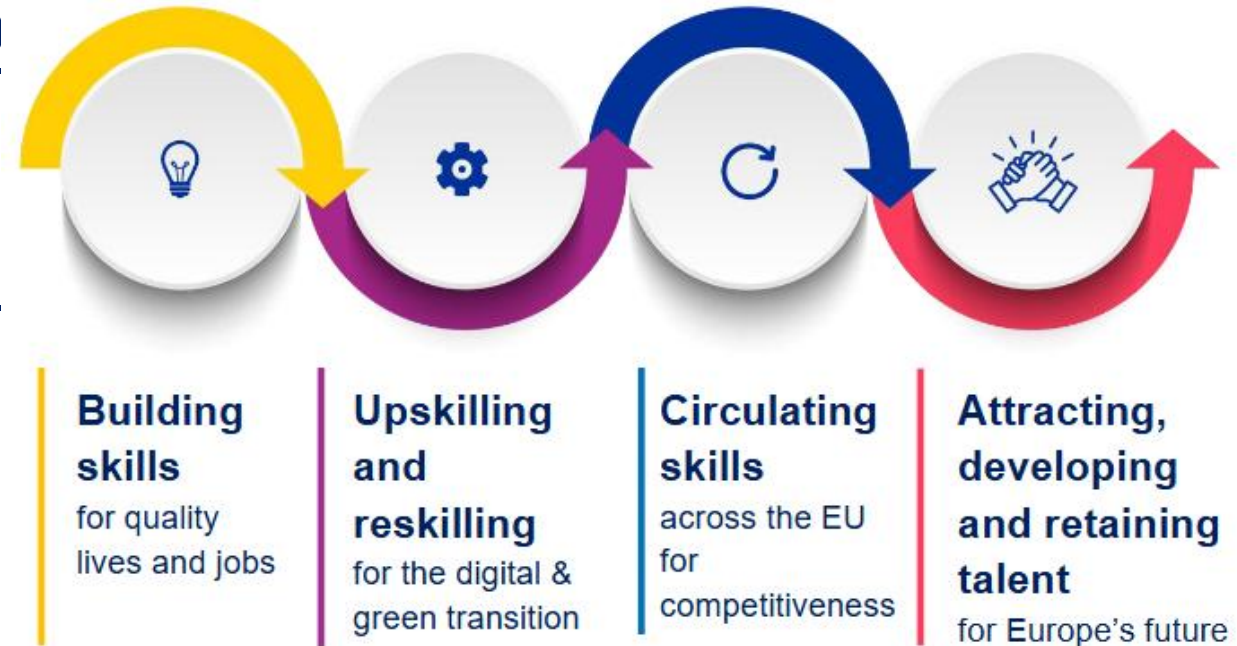 Building
skills
for quality
lives and jobs
Upskilling
and
reskilling
for the digital &
green transition
Circulating
skills
across the EU
for
competitiveness
Attracting,
developing
and retaining
talent
for Europe's future